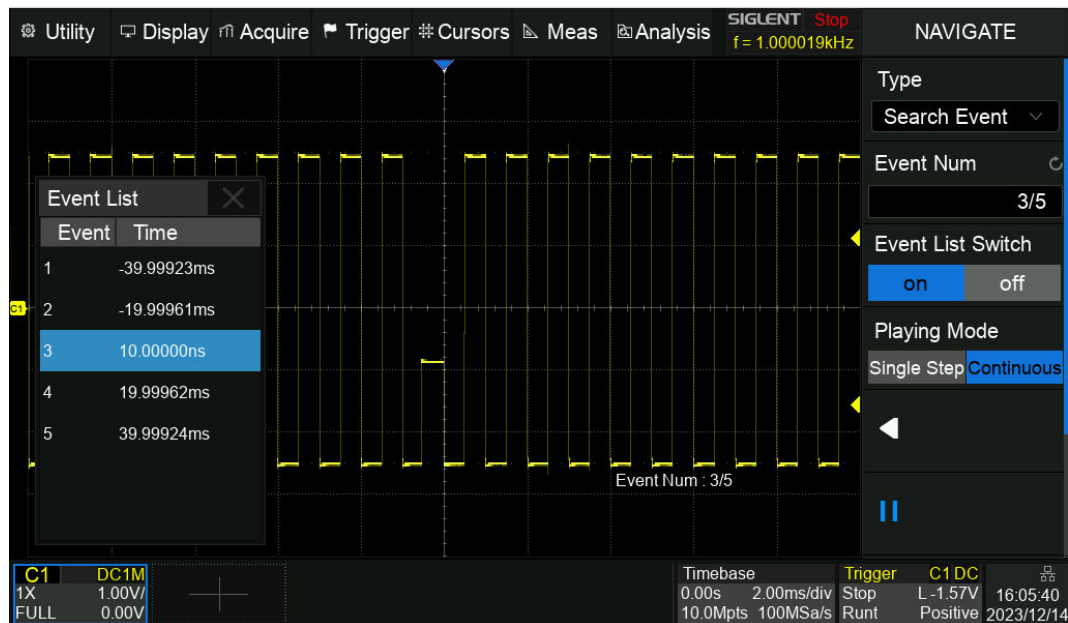 Utility Display Acquire Trigger Cursors Meas Analysis SIGLENT Stop NAVIGATE
f = 1.000019kHz
Type
Search Event
Event Num
3/5
Event List Switch
on off
Playing Mode
Single Step Continuous
Event List
Event Time
1 -39.99923ms
2 -19.99961ms
3 10.00000ns
4 19.99962ms
5 39.99924ms
C1
Event Num : 3/5
C1 DC1M
1X 1.00V/
FULL 0.00V
Timebase
0.00s 2.00ms/div
10.0Mpts 100MSa/s
Trigger C1 DC
Stop L -1.57V
Runt Positive
16:05:40
2023/12/14